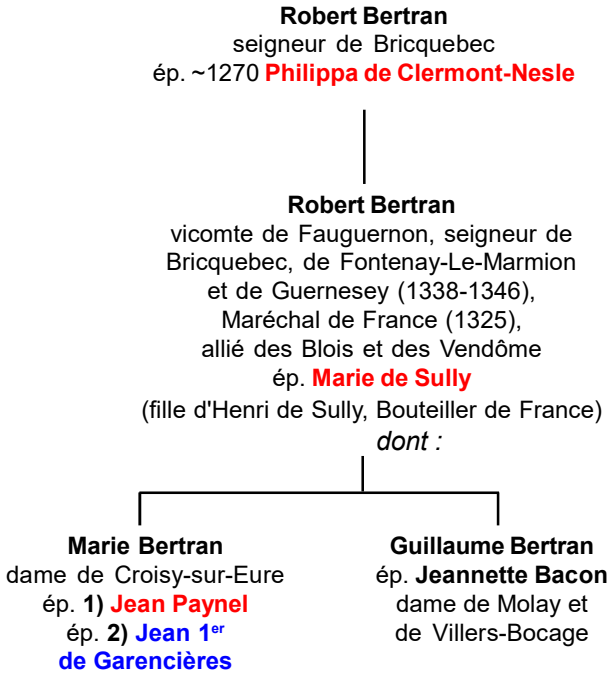 Robert Bertran
seigneur de Bricquebec
ép. ~1270 Philippa de Clermont-Nesle
Robert Bertran
vicomte de Fauguernon, seigneur de
Bricquebec, de Fontenay-Le-Marmion
et de Guernesey (1338-1346),
Maréchal de France (1325),
allié des Blois et des Vendôme
ép. Marie de Sully
(fille d'Henri de Sully, Bouteiller de France)
dont :
Marie Bertran
dame de Croisy-sur-Eure
ép. 1) Jean Paynel
ép. 2) Jean 1er
de Garencières
Guillaume Bertran
ép. Jeannette Bacon
dame de Molay et
de Villers-Bocage